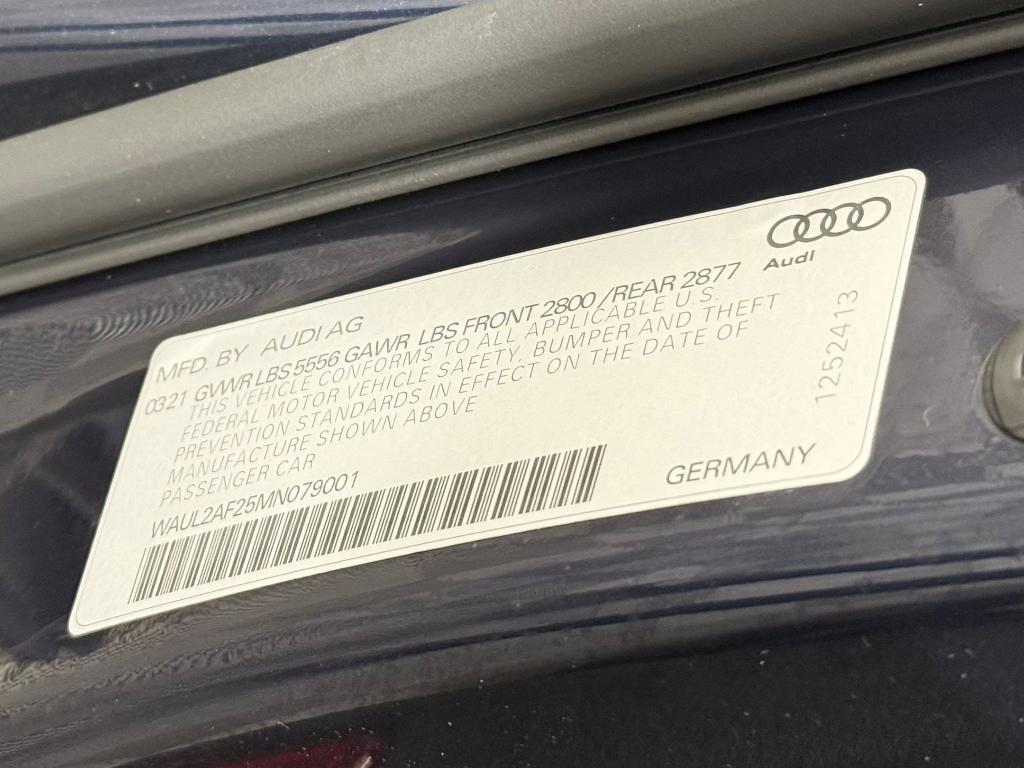 Audi
MFD. BY AUDI AG
0321 GVWR LBS 5556 GAWR LBS FRONT 2800 /REAR 2877
THIS VEHICLE CONFORMS TO ALL APPLICABLE U.S.
FEDERAL MOTOR VEHICLE SAFETY, BUMPER AND THEFT
PREVENTION STANDARDS IN EFFECT ON THE DATE OF
MANUFACTURE SHOWN ABOVE
PASSENGER CAR
WAUL2AF25MN079001
GERMANY
1252413